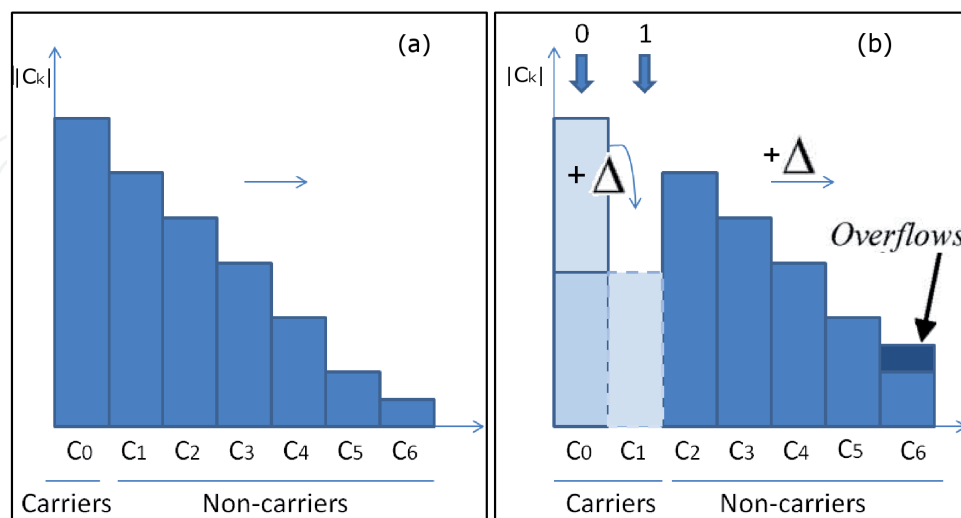 (a)
||Cₖ|
C₀ C₁ C₂ C₃ C₄ C₅ C₆
Carriers Non-carriers
0 1 (b)
|Cₖ|
+ Δ + Δ
Overflows
C₀ C₁ C₂ C₃ C₄ C₅ C₆
Carriers Non-carriers